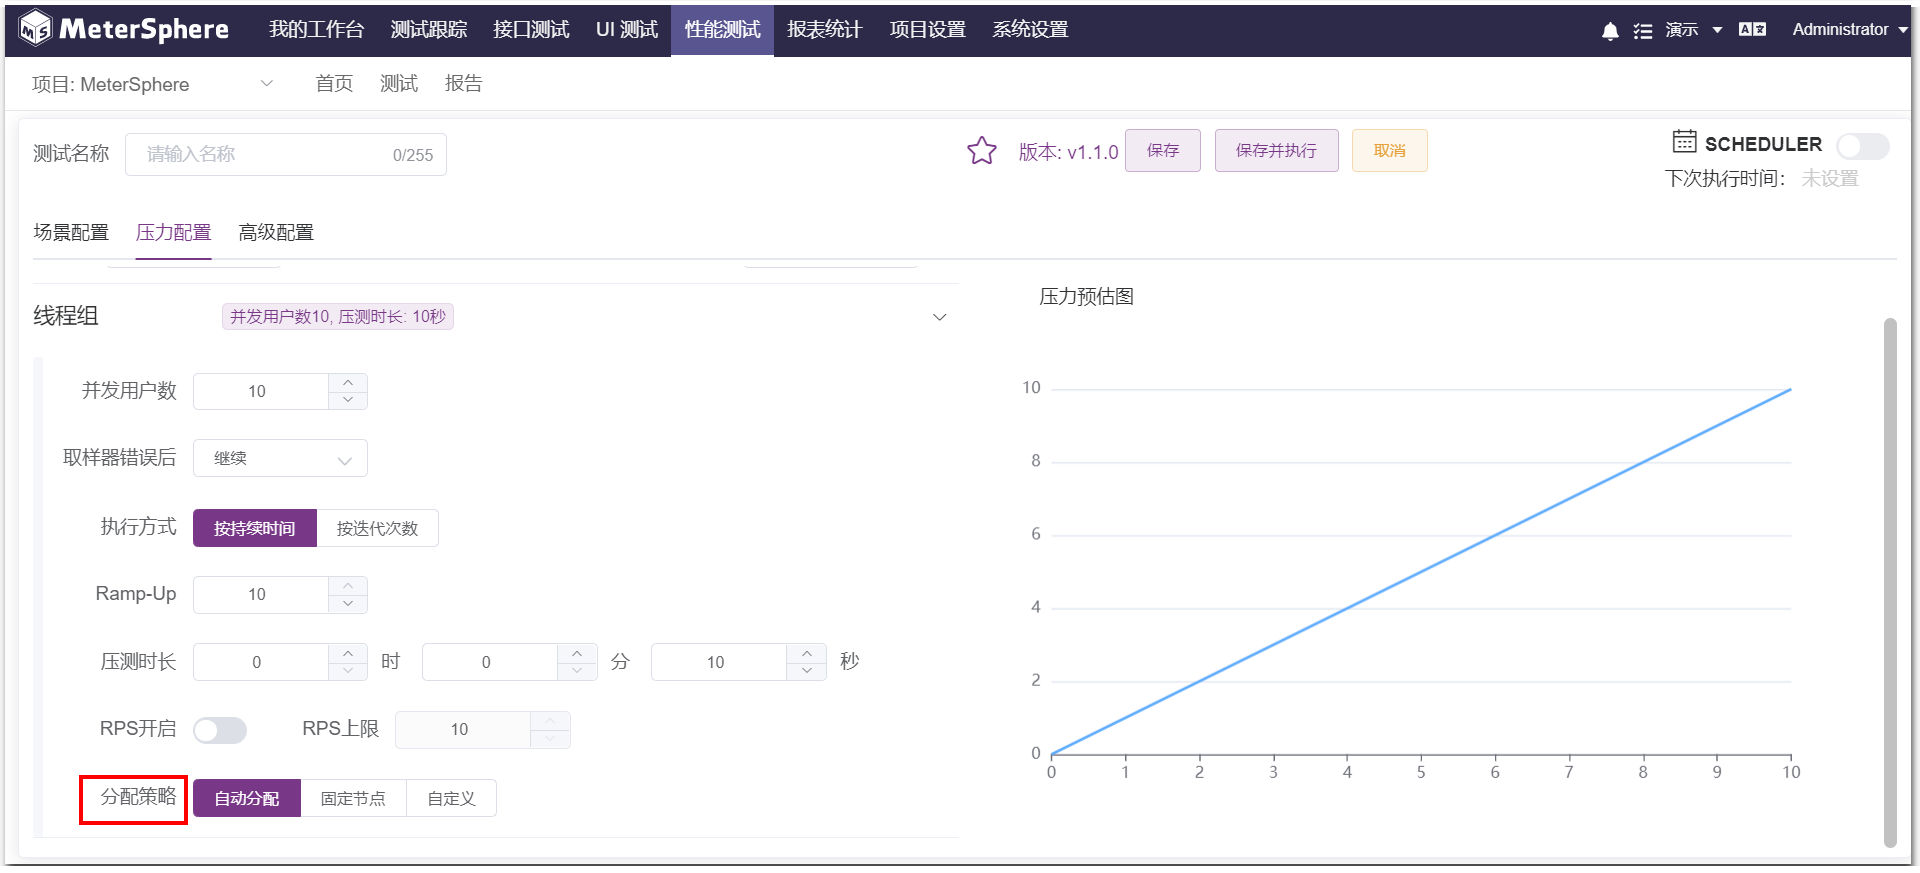 MeterSphere 我的工作台 测试跟踪 接口测试 UI 测试 性能测试 报表统计 项目设置 系统设置 演示 Administrator
项目: MeterSphere 首页 测试 报告
测试名称 请输入名称 0/255 版本: v1.1.0 保存 保存并执行 取消 SCHEDULER
下次执行时间： 未设置
场景配置 压力配置 高级配置
线程组 并发用户数10, 压测时长: 10秒
并发用户数 10
取样器错误后 继续
执行方式 按持续时间 按迭代次数
Ramp-Up 10
压测时长 0 时 0 分 10 秒
RPS开启 RPS上限 10
分配策略 自动分配 固定节点 自定义
压力预估图
10
8
6
4
2
0
0 1 2 3 4 5 6 7 8 9 10